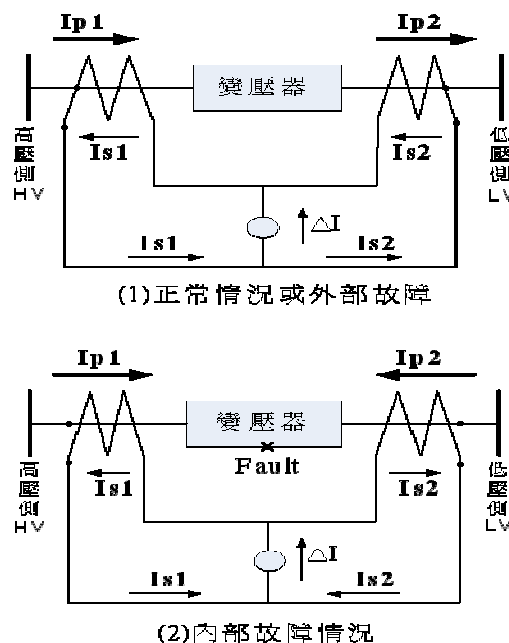 Ip1
Ip2
變壓器
高壓側
HV
低壓側
LV
Is1
Is2
△I
Is1
Is2
(1)正常情況或外部故障
Ip1
Ip2
變壓器
Fault
高壓側
HV
低壓側
LV
Is1
Is2
△I
Is1
Is2
(2)內部故障情況